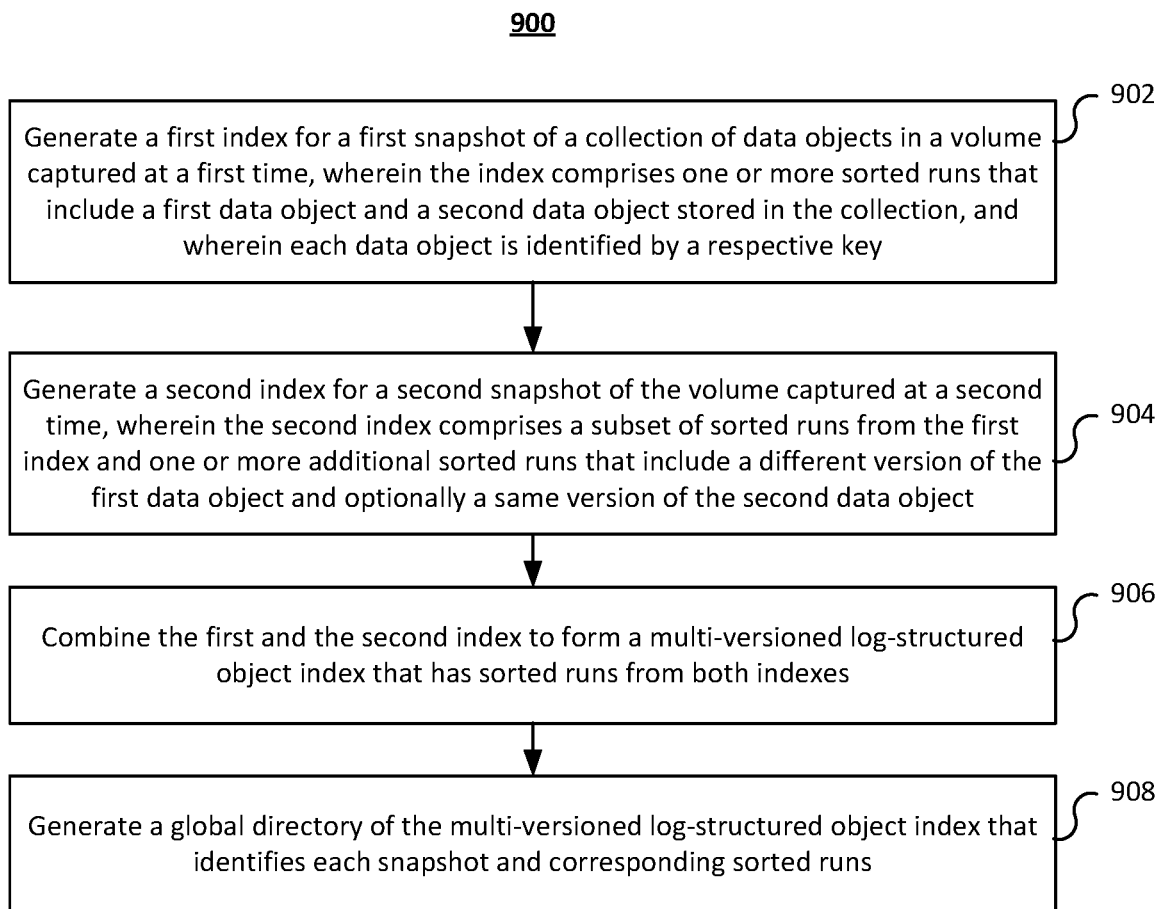 900
902
Generate a first index for a first snapshot of a collection of data objects in a volume
captured at a first time, wherein the index comprises one or more sorted runs that
include a first data object and a second data object stored in the collection, and
wherein each data object is identified by a respective key
Generate a second index for a second snapshot of the volume captured at a second
904
time, wherein the second index comprises a subset of sorted runs from the first
index and one or more additional sorted runs that include a different version of the
first data object and optionally a same version of the second data object
906
Combine the first and the second index to form a multi-versioned log-structured
object index that has sorted runs from both indexes
908
Generate a global directory of the multi-versioned log-structured object index that
identifies each snapshot and corresponding sorted runs